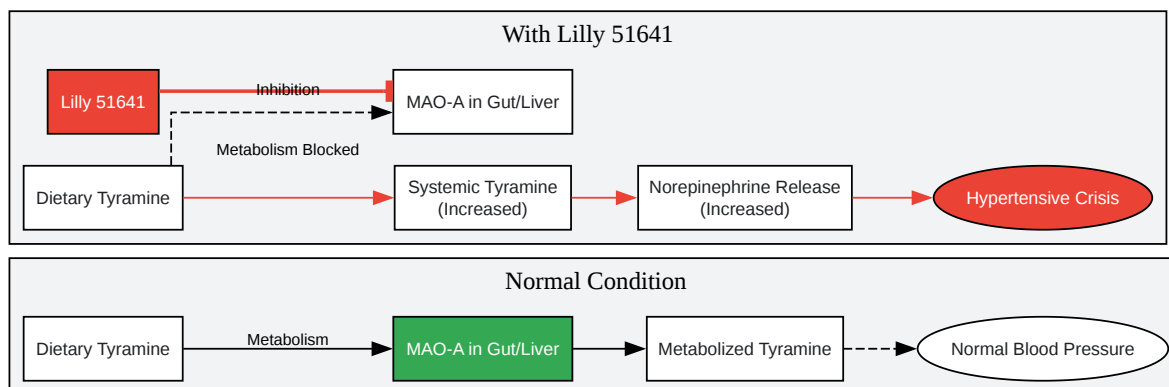 With Lilly 51641
Lilly 51641
Inhibition
MAO-A in Gut/Liver
Metabolism Blocked
Dietary Tyramine
Systemic Tyramine
(Increased)
Norepinephrine Release
(Increased)
Hypertensive Crisis
Normal Condition
Dietary Tyramine
Metabolism
MAO-A in Gut/Liver
Metabolized Tyramine
Normal Blood Pressure